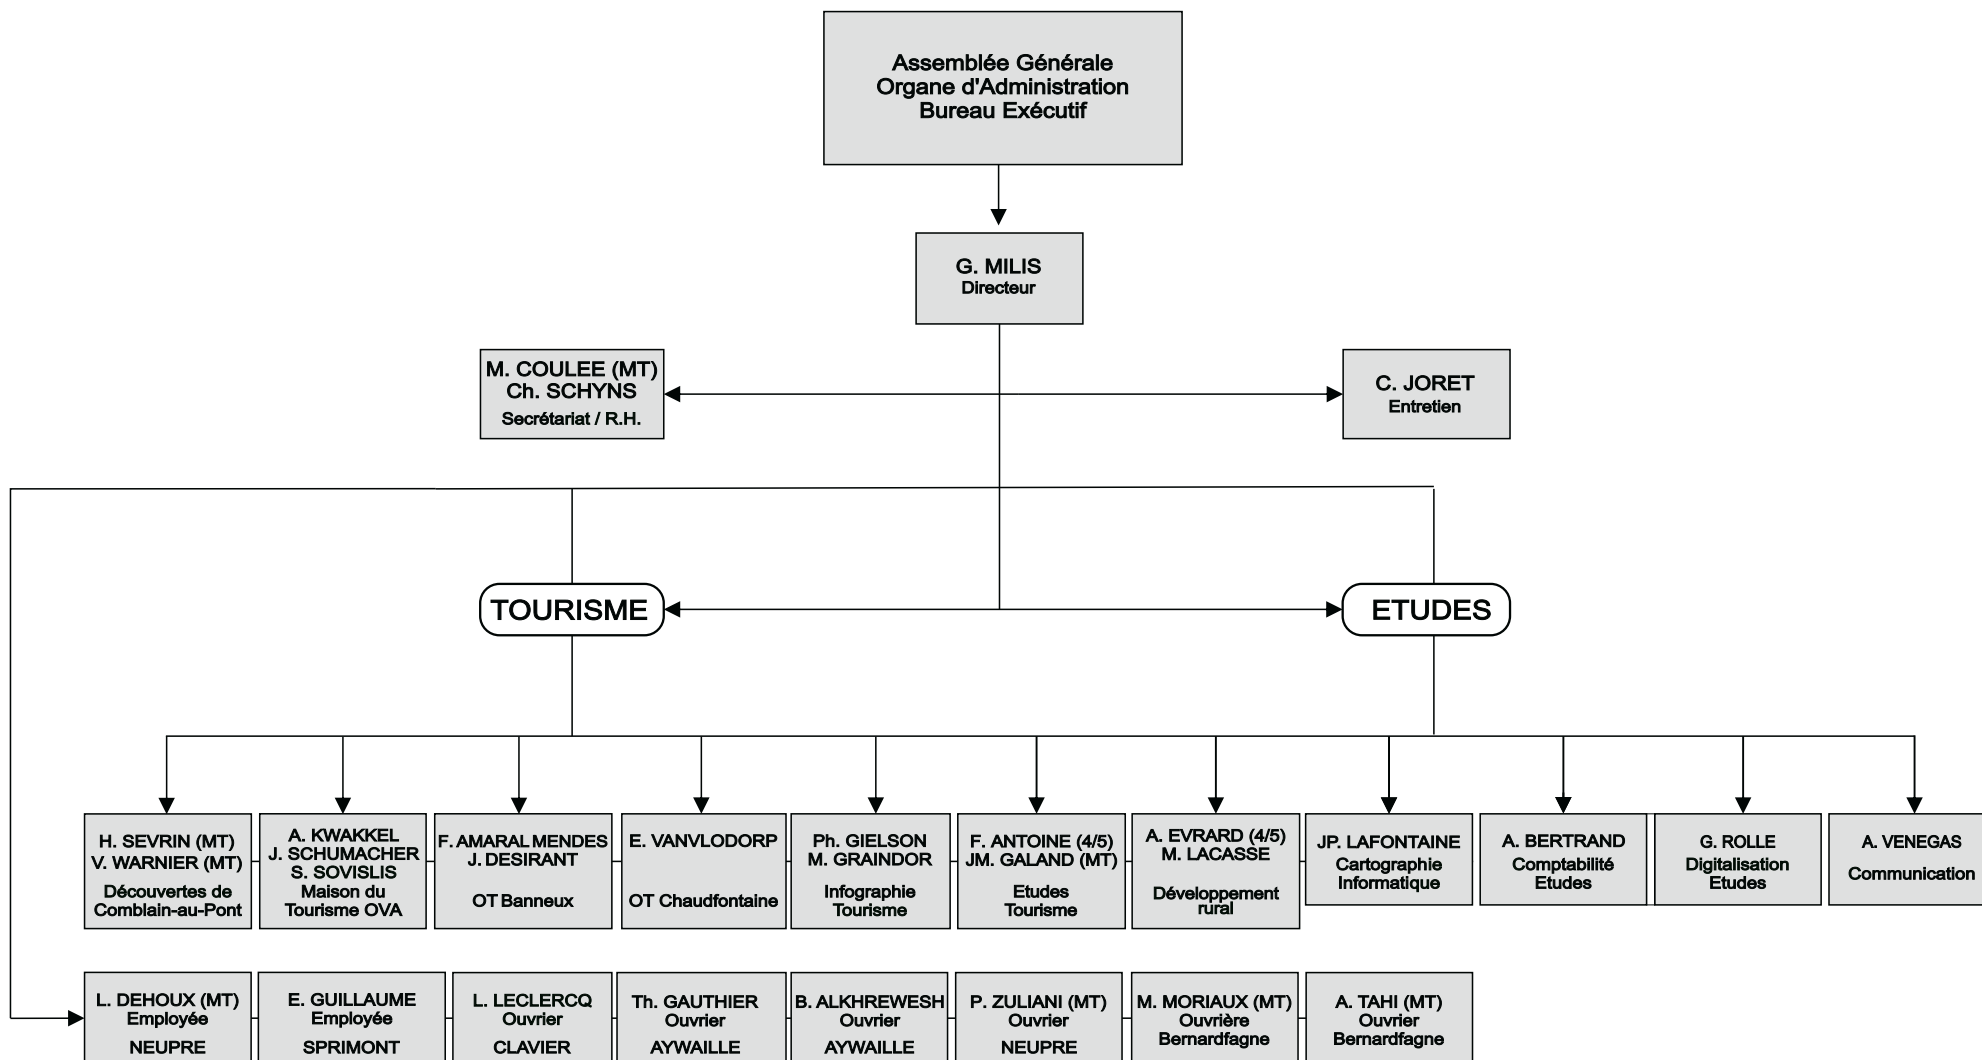 Assemblée Générale
Organe d'Administration
Bureau Exécutif
G. MILIS
Directeur
M. COULEE (MT)
Ch. SCHYNS
Secrétariat / R.H.
C. JORET
Entretien
TOURISME
ETUDES
H. SEVRIN (MT)
V. WARNIER (MT)
Découvertes de
Comblain-au-Pont
A. KWAKKEL
J. SCHUMACHER
S. SOVISLIS
Maison du
Tourisme OVA
F. AMARAL MENDES
J. DESIRANT
OT Banneux
E. VANVLODORP
OT Chaudfontaine
Ph. GIELSON
M. GRAINDOR
Infographie
Tourisme
F. ANTOINE (4/5)
JM. GALAND (MT)
Etudes
Tourisme
A. EVRARD (4/5)
M. LACASSE
Développement
rural
JP. LAFONTAINE
Cartographie
Informatique
A. BERTRAND
Comptabilité
Etudes
G. ROLLE
Digitalisation
Etudes
A. VENEGAS
Communication
L. DEHOUX (MT)
Employée
NEUPRE
E. GUILLAUME
Employée
SPRIMONT
L. LECLERCQ
Ouvrier
CLAVIER
Th. GAUTHIER
Ouvrier
AYWAILLE
B. ALKHREWESH
Ouvrier
AYWAILLE
P. ZULIANI (MT)
Ouvrier
NEUPRE
M. MORIAUX (MT)
Ouvrière
Bernardfagne
A. TAHI (MT)
Ouvrier
Bernardfagne